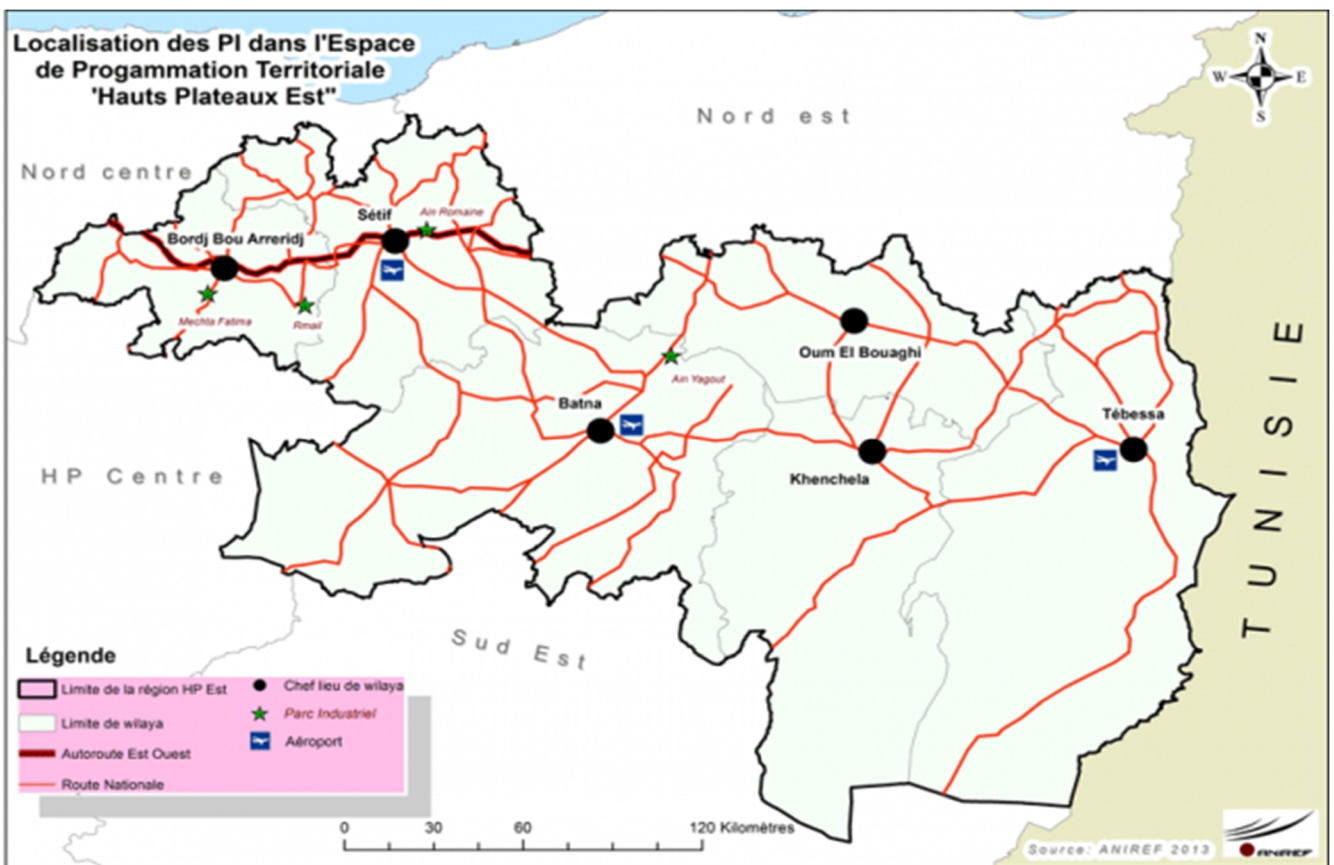 Localisation des PI dans l'Espace
de Progammation Territoriale
'Hauts Plateaux Est"
N
W E
S
Nord est
Nord centre
Sétif
Ain Romaine
Bordj Bou Arreridj
Mechta Fatima
Rmail
Oum El Bouaghi
Ain Yagout
Batna
Tébessa
Khenchela
HP Centre
TUNISIE
Sud Est
Légende
Limite de la région HP Est
Chef lieu de wilaya
Limite de wilaya
Parc Industriel
Autoroute Est Ouest
Aéroport
Route Nationale
0 30 60 120 Kilomètres
Source: ANIREF 2013
ANIREF